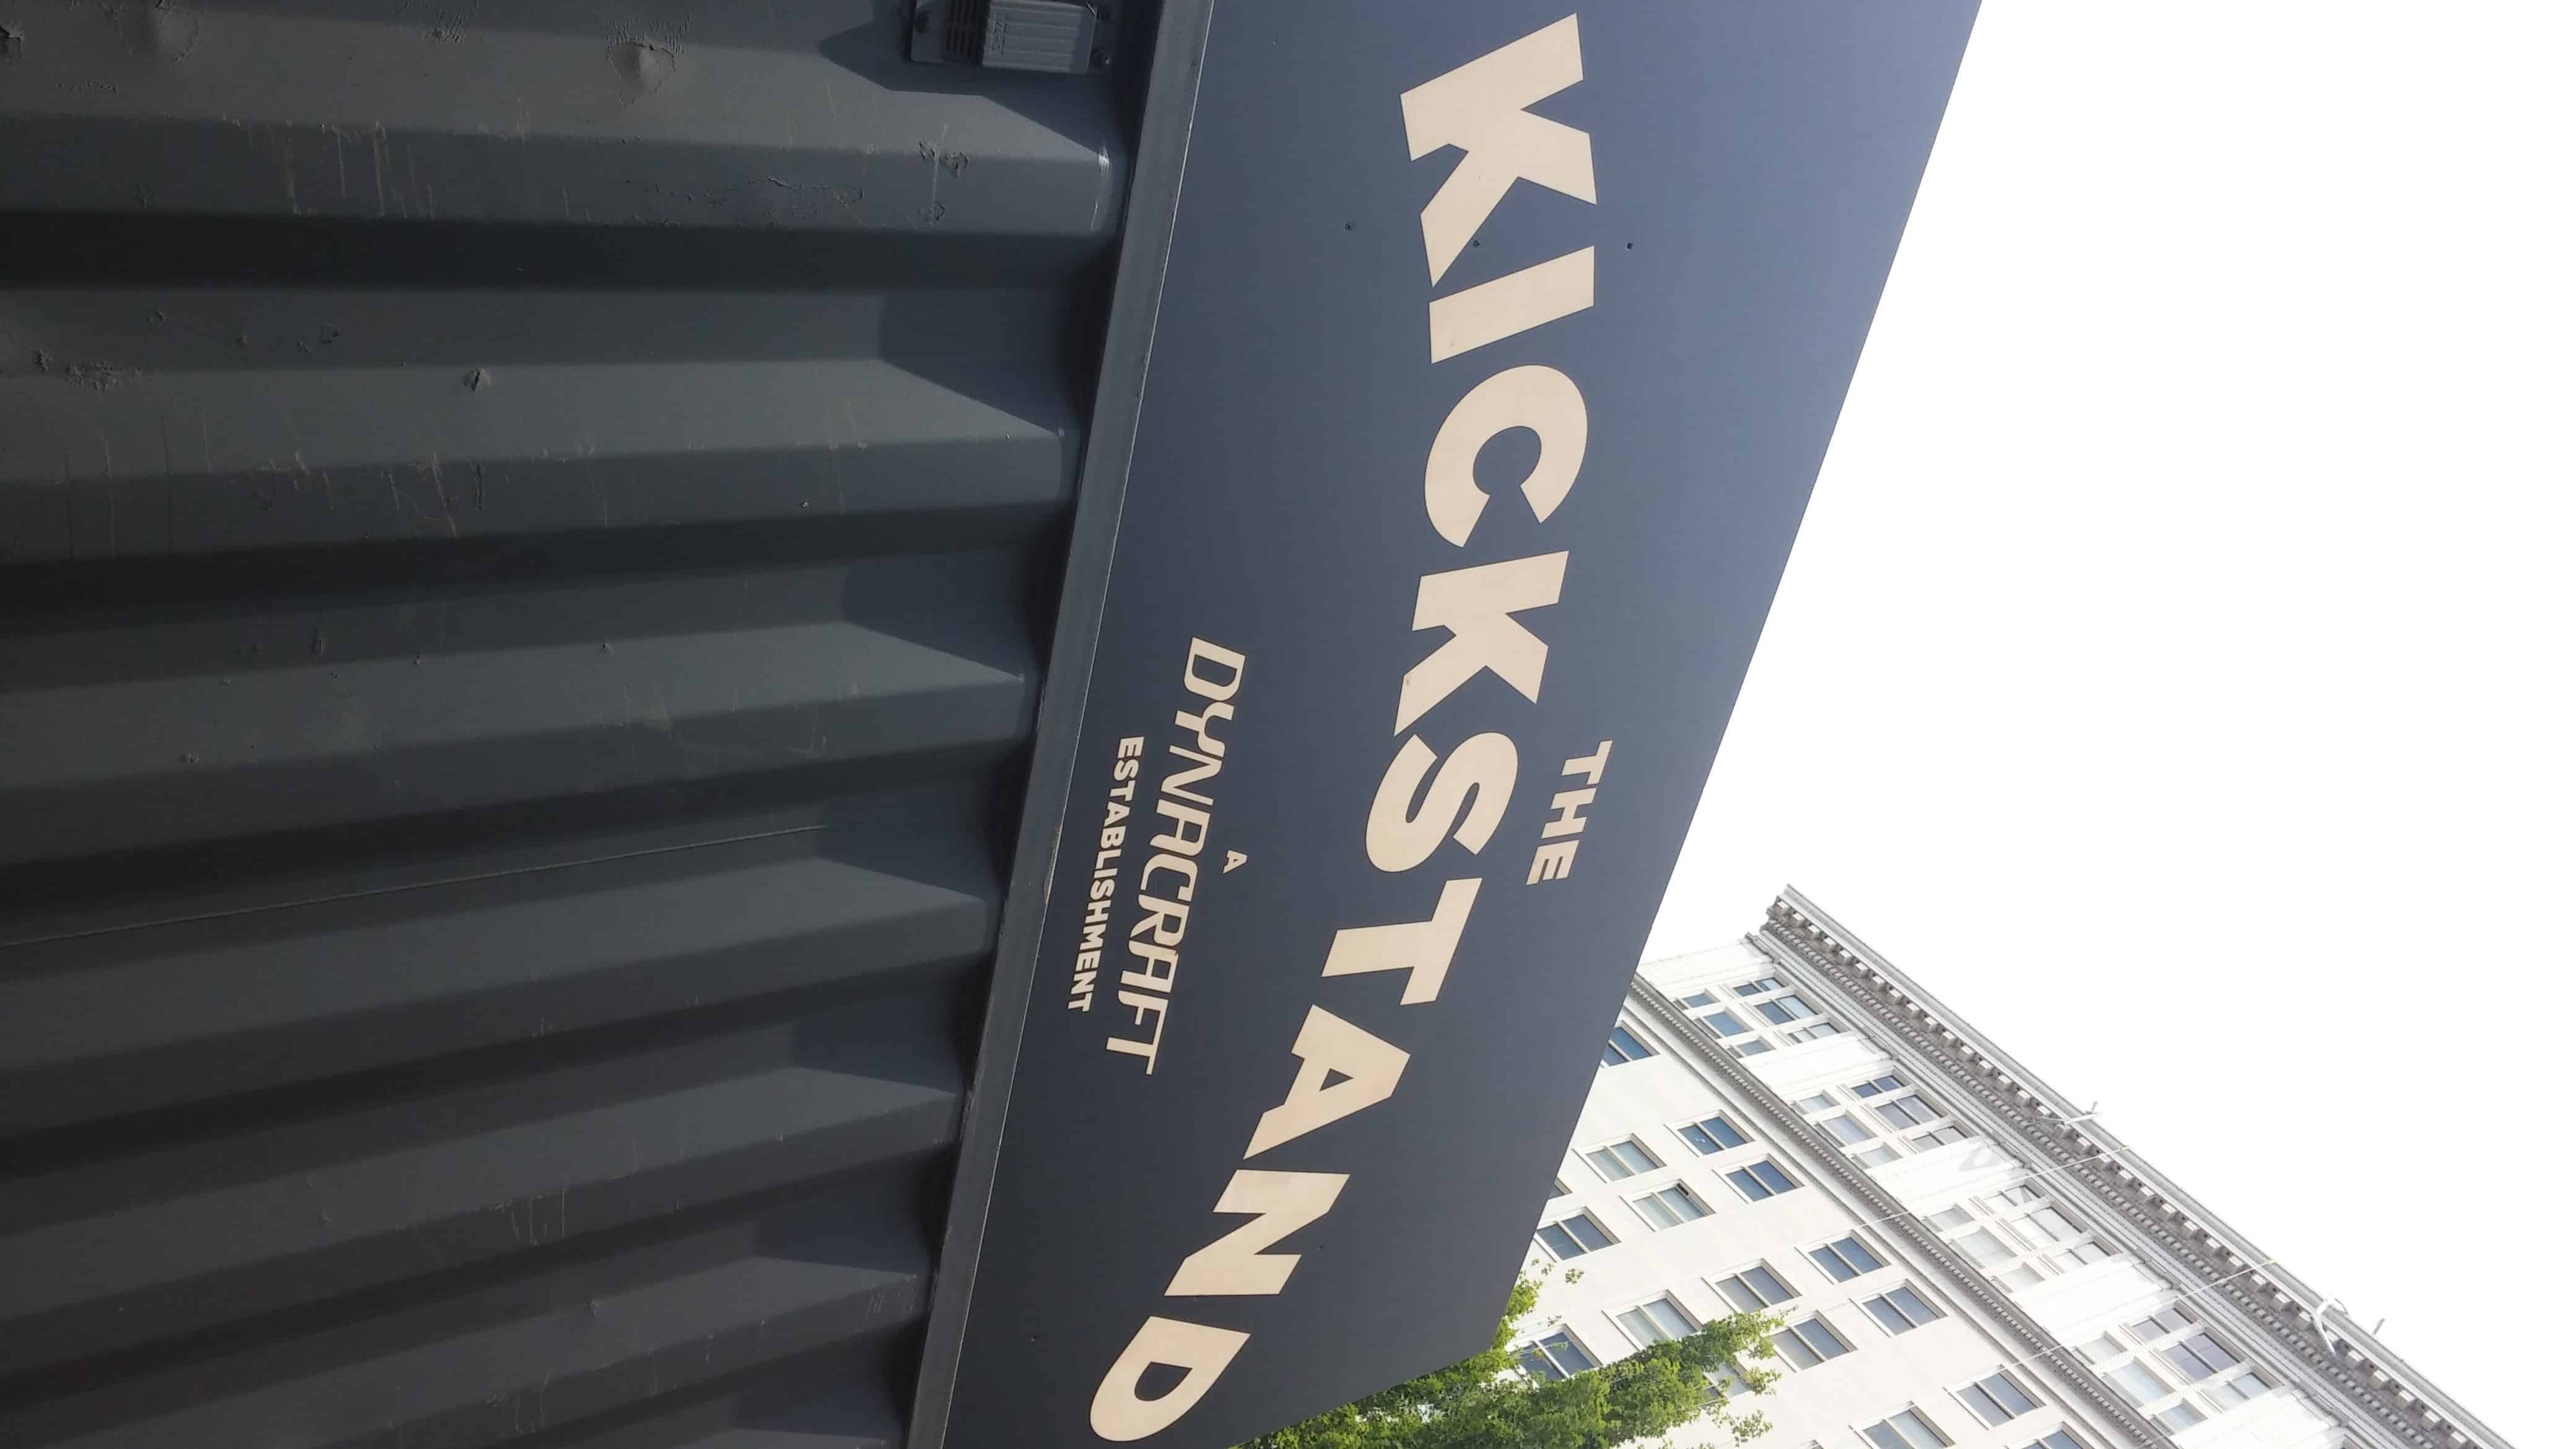 THE
KICKSTAND
A
DYNACRAFT
ESTABLISHMENT